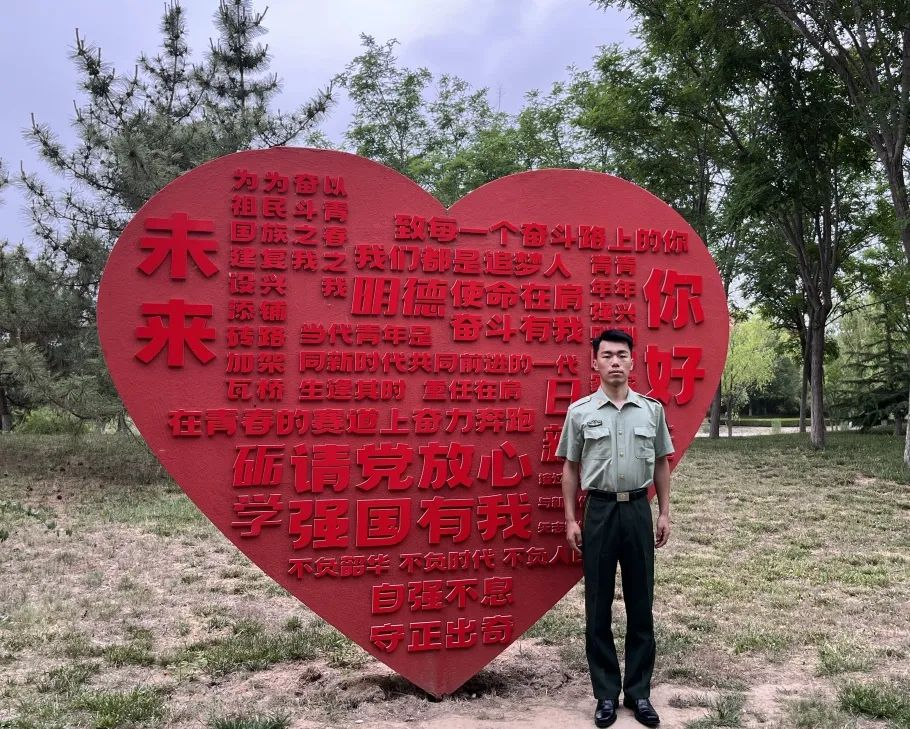 未来
你好
以青春之我
奋斗之我
为民族复兴铺路架桥
为祖国建设添砖加瓦
致每一个奋斗路上的你
我们都是追梦人
明德
使命在肩
奋斗有我
青年强
青年兴
当代青年是
同新时代共同前进的一代
生逢其时 重任在肩
在青春的赛道上奋力奔跑
日
砺学
请党放心
强国有我
不负韶华 不负时代 不负人
自强不息
守正出奇